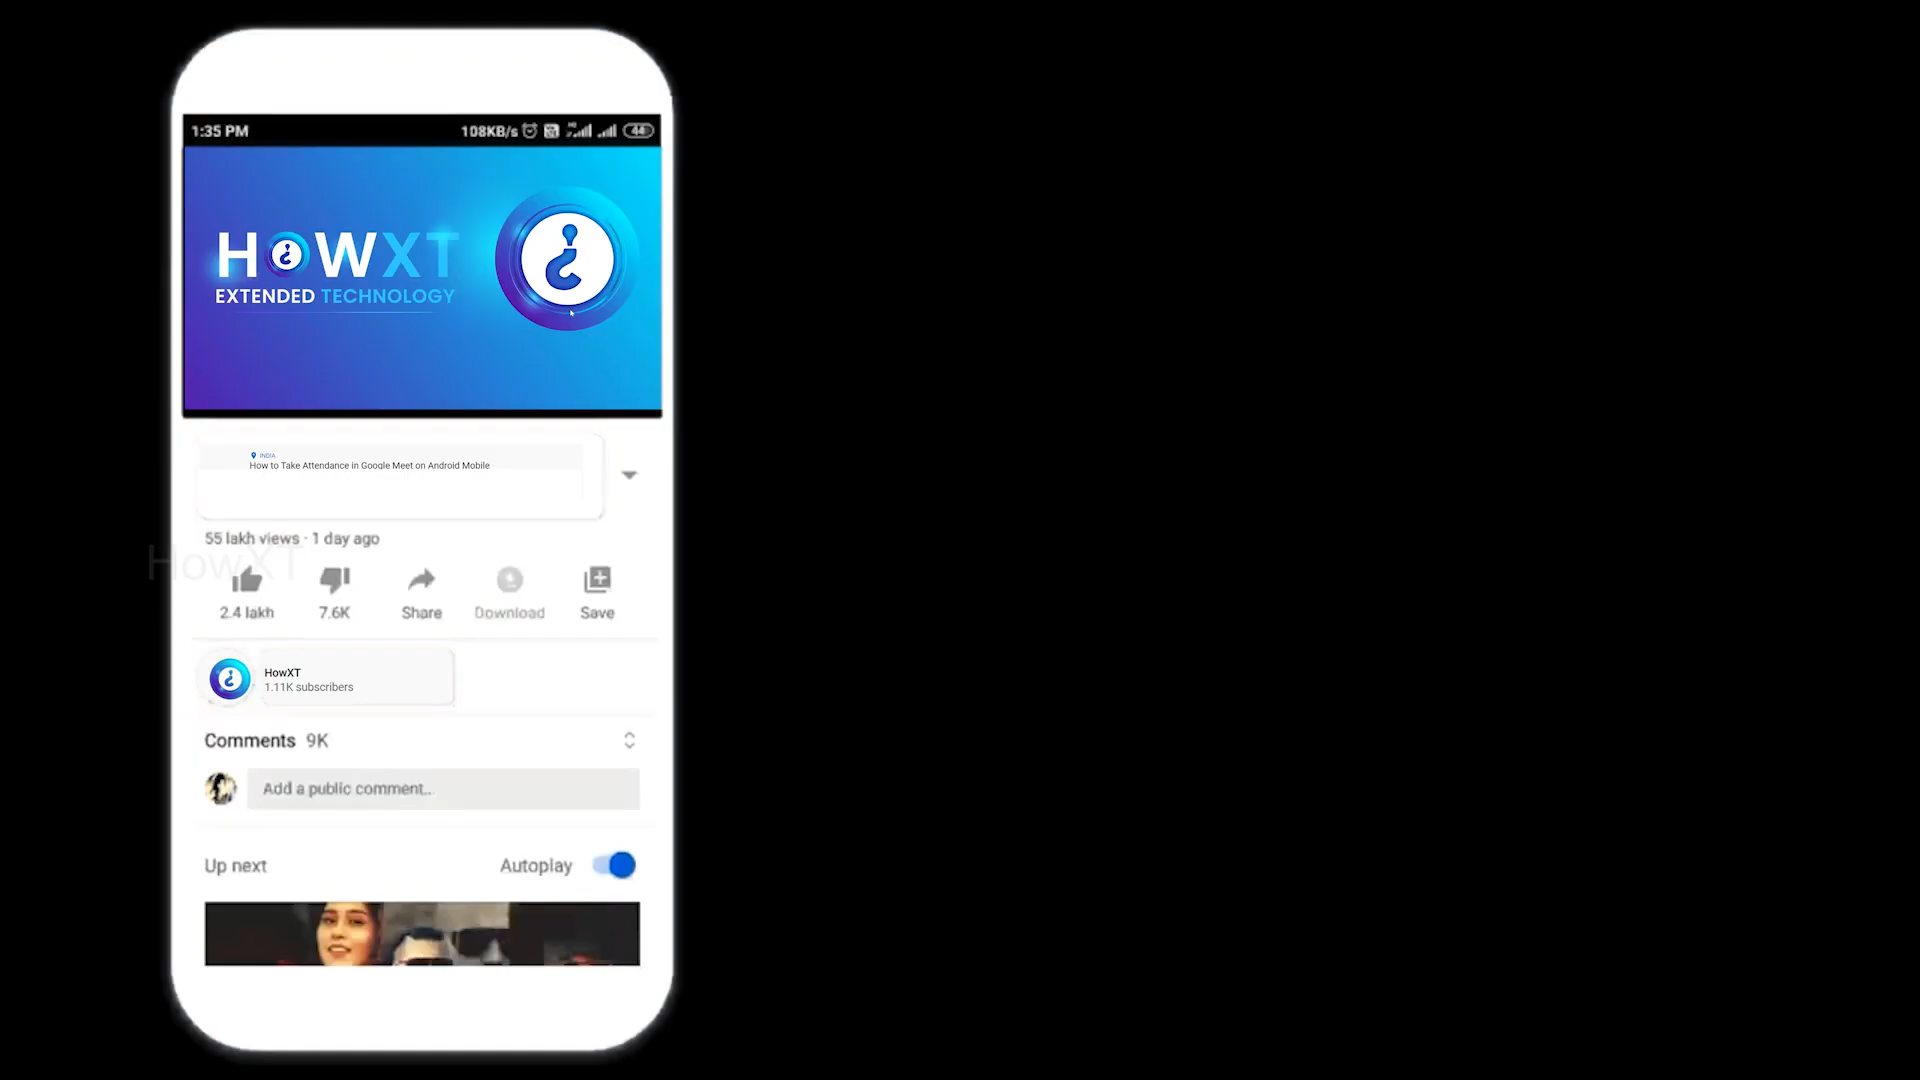 1:35 PM 108KB/s 44
HOWXT
EXTENDED TECHNOLOGY
INDIA
How to Take Attendance in Google Meet on Android Mobile
55 lakh views · 1 day ago
HowXT
2.4 lakh 7.6K Share Download Save
HowXT
1.11K subscribers
Comments 9K
Add a public comment...
Up next Autoplay